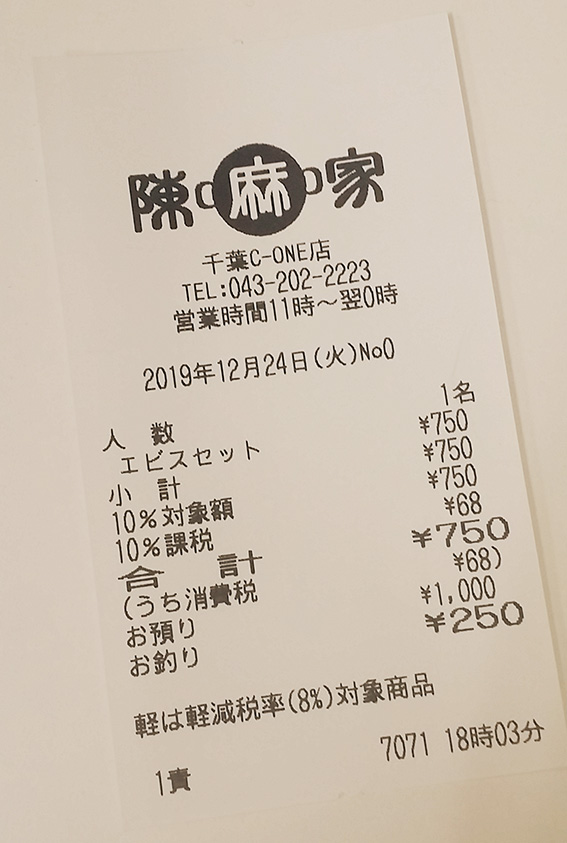 陳麻家
千葉C-ONE店
TEL:043-202-2223
営業時間11時～翌0時
2019年12月24日(火)No0
人 数 1名
エビスセット ¥750
小 計 ¥750
10%対象額 ¥750
10%課税 ¥68
合 計 ¥750
(うち消費税 ¥68)
お預り ¥1,000
お釣り ¥250
軽は軽減税率(8%)対象商品
7071 18時03分
1責